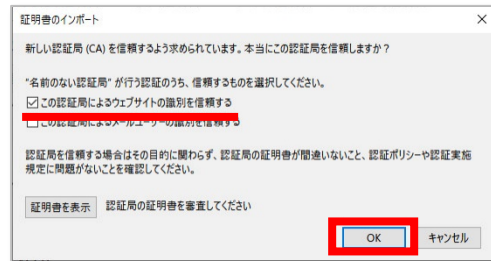 証明書のインポート
新しい認証局 (CA) を信頼するよう求められています。本当にこの認証局を信頼しますか？
"名前のない認証局" が行う認証のうち、信頼するものを選択してください。
この認証局によるウェブサイトの識別を信頼する
この認証局によるメールユーザーの識別を信頼する
認証局を信頼する場合はその目的に関わらず、認証局の証明書が間違いないこと、認証ポリシーや認証実施
規定に問題がないことを確認してください。
証明書を表示 認証局の証明書を審査してください
OK キャンセル